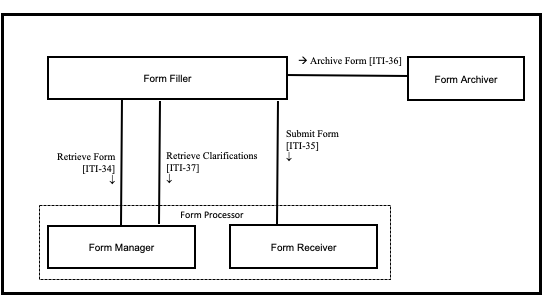 → Archive Form [ITI-36]
Form Filler
Form Archiver
Submit Form
[ITI-35]
↓
Retrieve Form
[ITI-34]
↓
Retrieve Clarifications
[ITI-37]
↓
Form Processor
Form Manager
Form Receiver